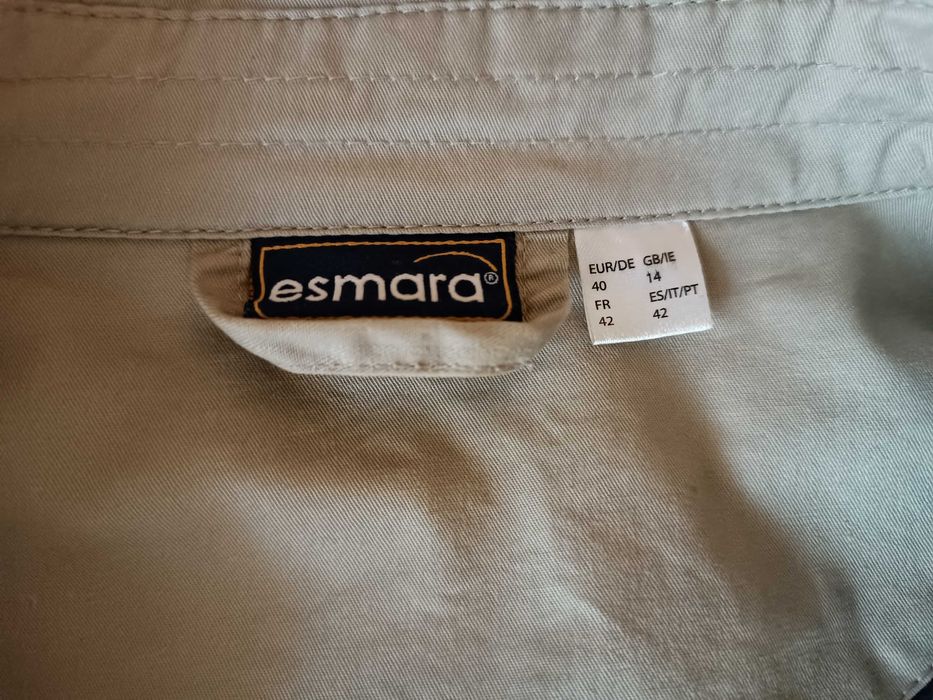 esmara®
EUR/DE GB/IE
40 14
FR ES/IT/PT
42 42